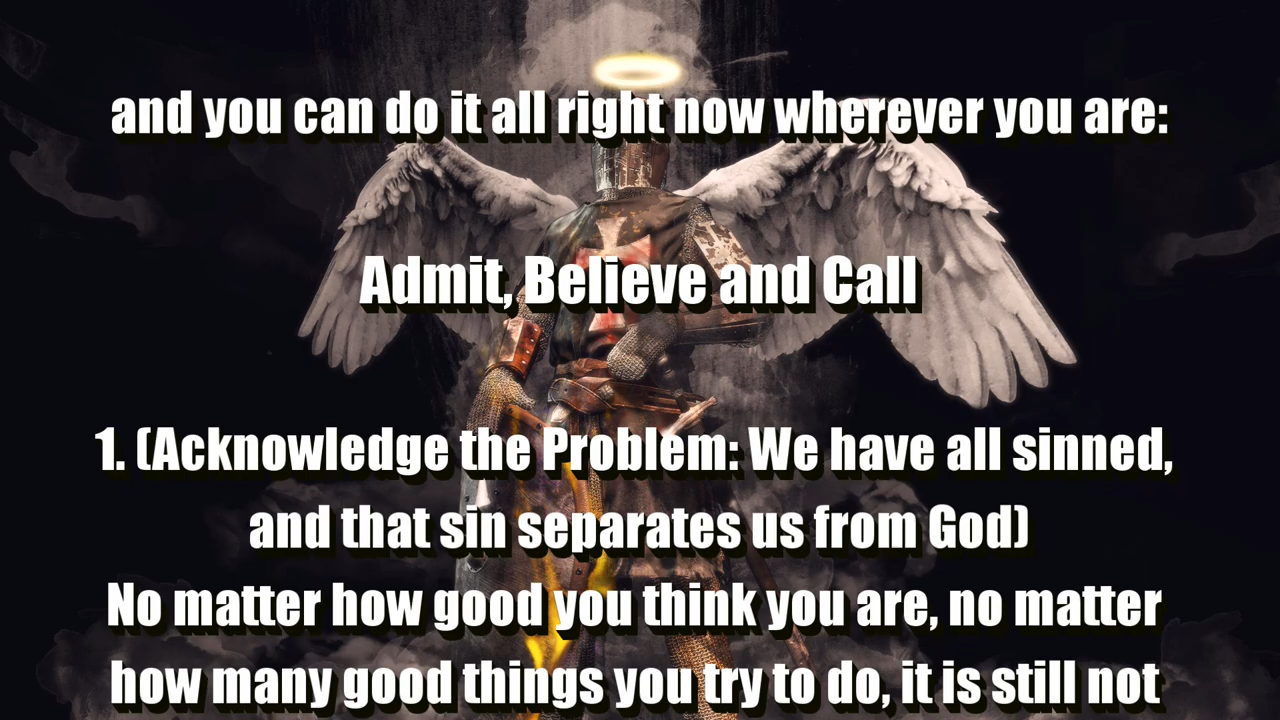 and you can do it all right now wherever you are:
Admit, Believe and Call
1. (Acknowledge the Problem: We have all sinned,
and that sin separates us from God)
No matter how good you think you are, no matter
how many good things you try to do, it is still not